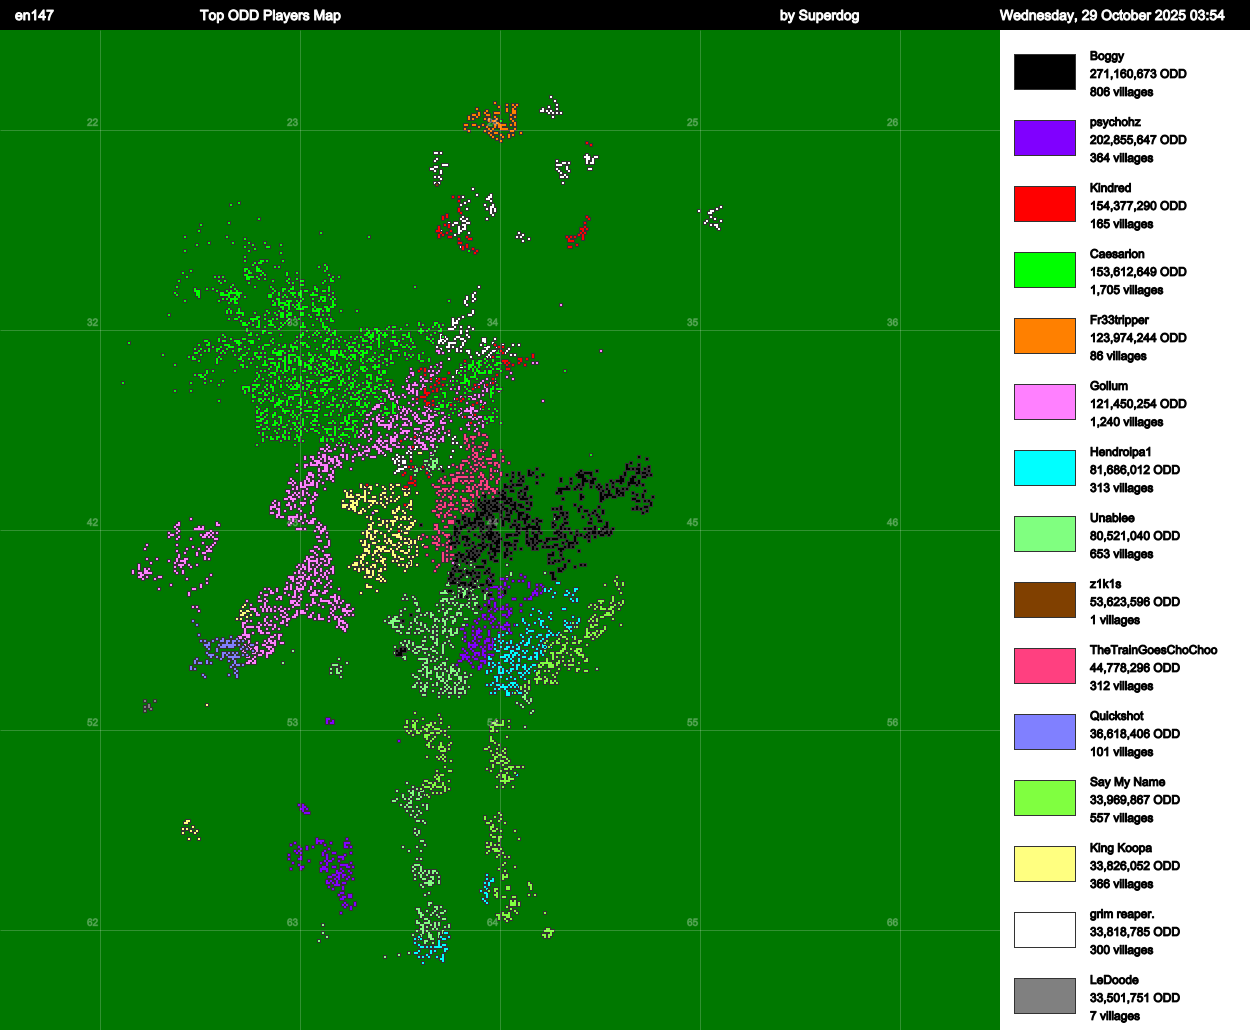 en147
Top ODD Players Map
by Superdog
Wednesday, 29 October 2025 03:54
22
23
25
26
32
33
34
35
36
42
44
45
46
52
53
55
56
62
63
64
65
66
Boggy
271,160,673 ODD
806 villages
psychohz
202,855,647 ODD
364 villages
Kindred
154,377,290 ODD
165 villages
Caesarion
153,612,649 ODD
1,705 villages
Fr33tripper
123,974,244 ODD
86 villages
Gollum
121,450,254 ODD
1,240 villages
Hendroipa1
81,686,012 ODD
313 villages
Unablee
80,521,040 ODD
653 villages
z1k1s
53,623,596 ODD
1 villages
TheTrainGoesChoChoo
44,778,296 ODD
312 villages
Quickshot
36,618,406 ODD
101 villages
Say My Name
33,969,867 ODD
557 villages
King Koopa
33,826,052 ODD
366 villages
grim reaper.
33,818,785 ODD
300 villages
LeDoode
33,501,751 ODD
7 villages